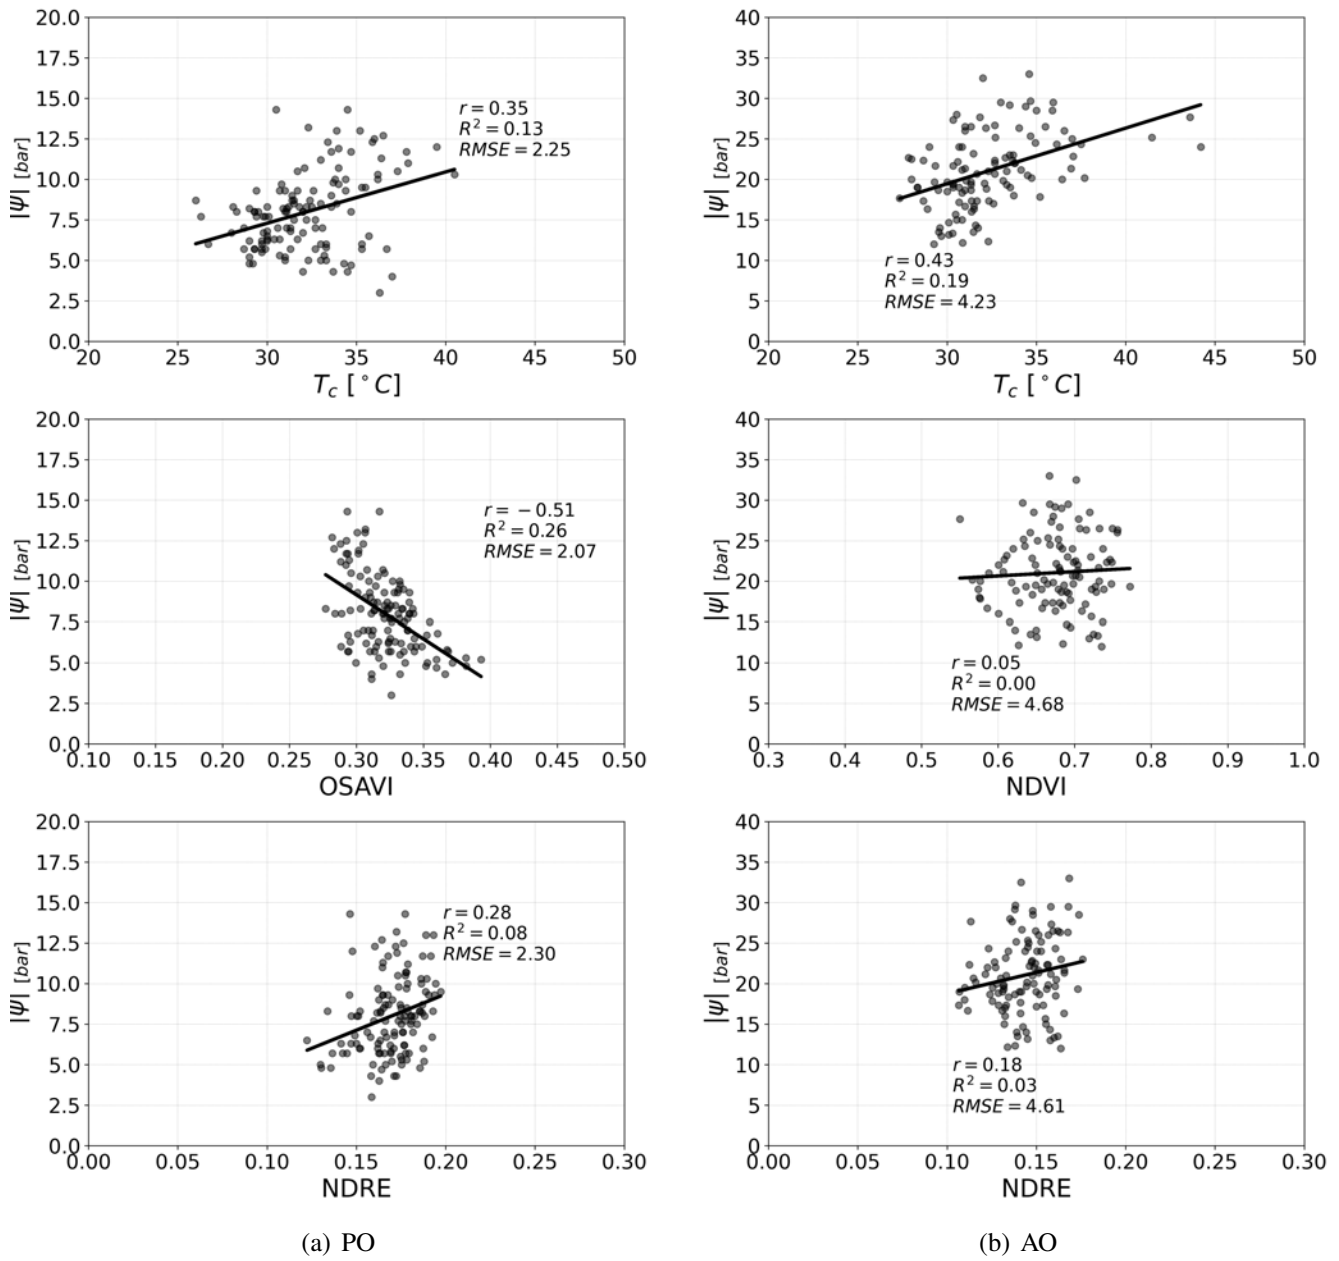 20.0
17.5
15.0
12.5
10.0
7.5
5.0
2.5
0.0
|ψ| [bar]
r = 0.35
R² = 0.13
RMSE = 2.25
20 25 30 35 40 45 50
T_c [°C]
40
35
30
25
20
15
10
5
0
|ψ| [bar]
r = 0.43
R² = 0.19
RMSE = 4.23
20 25 30 35 40 45 50
T_c [°C]
20.0
17.5
15.0
12.5
10.0
7.5
5.0
2.5
0.0
|ψ| [bar]
r = −0.51
R² = 0.26
RMSE = 2.07
0.10 0.15 0.20 0.25 0.30 0.35 0.40 0.45 0.50
OSAVI
40
35
30
25
20
15
10
5
0
|ψ| [bar]
r = 0.05
R² = 0.00
RMSE = 4.68
0.3 0.4 0.5 0.6 0.7 0.8 0.9 1.0
NDVI
20.0
17.5
15.0
12.5
10.0
7.5
5.0
2.5
0.0
|ψ| [bar]
r = 0.28
R² = 0.08
RMSE = 2.30
0.00 0.05 0.10 0.15 0.20 0.25 0.30
NDRE
40
35
30
25
20
15
10
5
0
|ψ| [bar]
r = 0.18
R² = 0.03
RMSE = 4.61
0.00 0.05 0.10 0.15 0.20 0.25 0.30
NDRE
(a) PO
(b) AO